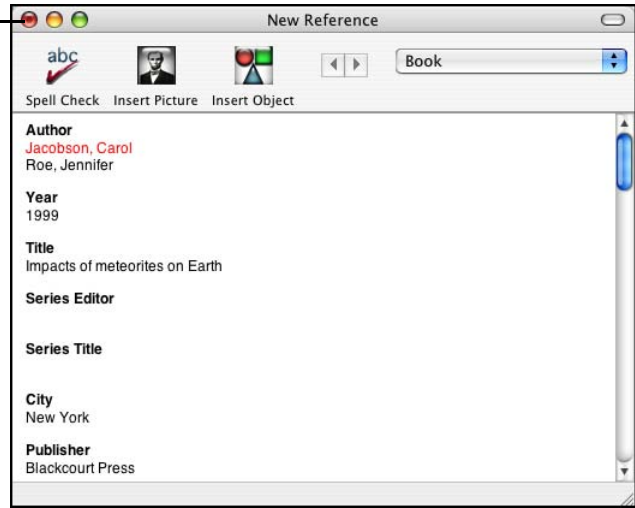 New Reference
abc
Book
Spell Check Insert Picture Insert Object
Author
Jacobson, Carol
Roe, Jennifer
Year
1999
Title
Impacts of meteorites on Earth
Series Editor
Series Title
City
New York
Publisher
Blackcourt Press